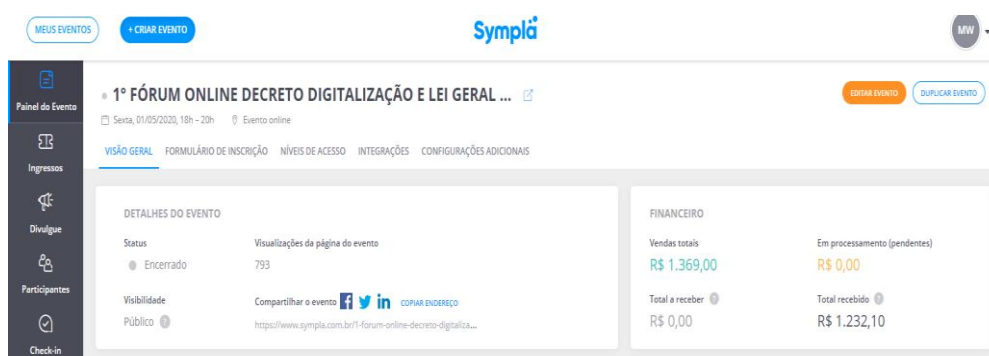 MEUS EVENTOS
+ CRIAR EVENTO
Sympla
MW
Painel do Evento
Ingressos
Divulgue
Participantes
Check-in
1º FÓRUM ONLINE DECRETO DIGITALIZAÇÃO E LEI GERAL ...
EDITAR EVENTO
DUPLICAR EVENTO
Sexta, 01/05/2020, 18h - 20h
Evento online
VISÃO GERAL FORMULÁRIO DE INSCRIÇÃO NÍVEIS DE ACESSO INTEGRAÇÕES CONFIGURAÇÕES ADICIONAIS
DETALHES DO EVENTO
Status
Encerrado
Visualizações da página do evento
793
Visibilidade
Público ?
Compartilhar o evento f in COPIAR ENDEREÇO
https://www.sympla.com.br/1-forum-online-decreto-digitaliza...
FINANCEIRO
Vendas totais
R$ 1.369,00
Em processamento (pendentes)
R$ 0,00
Total a receber ?
R$ 0,00
Total recebido ?
R$ 1.232,10